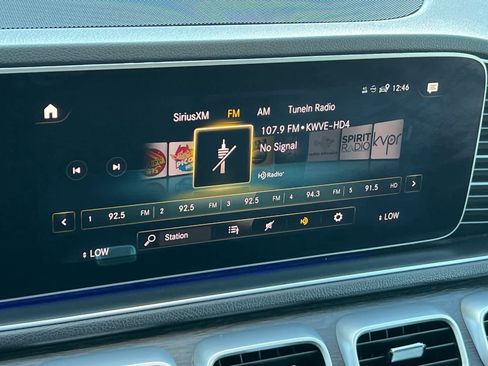 12:46
SiriusXM FM AM TuneIn Radio
107.9 FM • KWVE-HD4
No Signal
SPIRIT
RADIO
kvpr
HD Radio
1 92.5 FM 2 92.5 FM 3 92.5 FM 4 94.3 FM 5 91.5 HD
LOW Station HD LOW